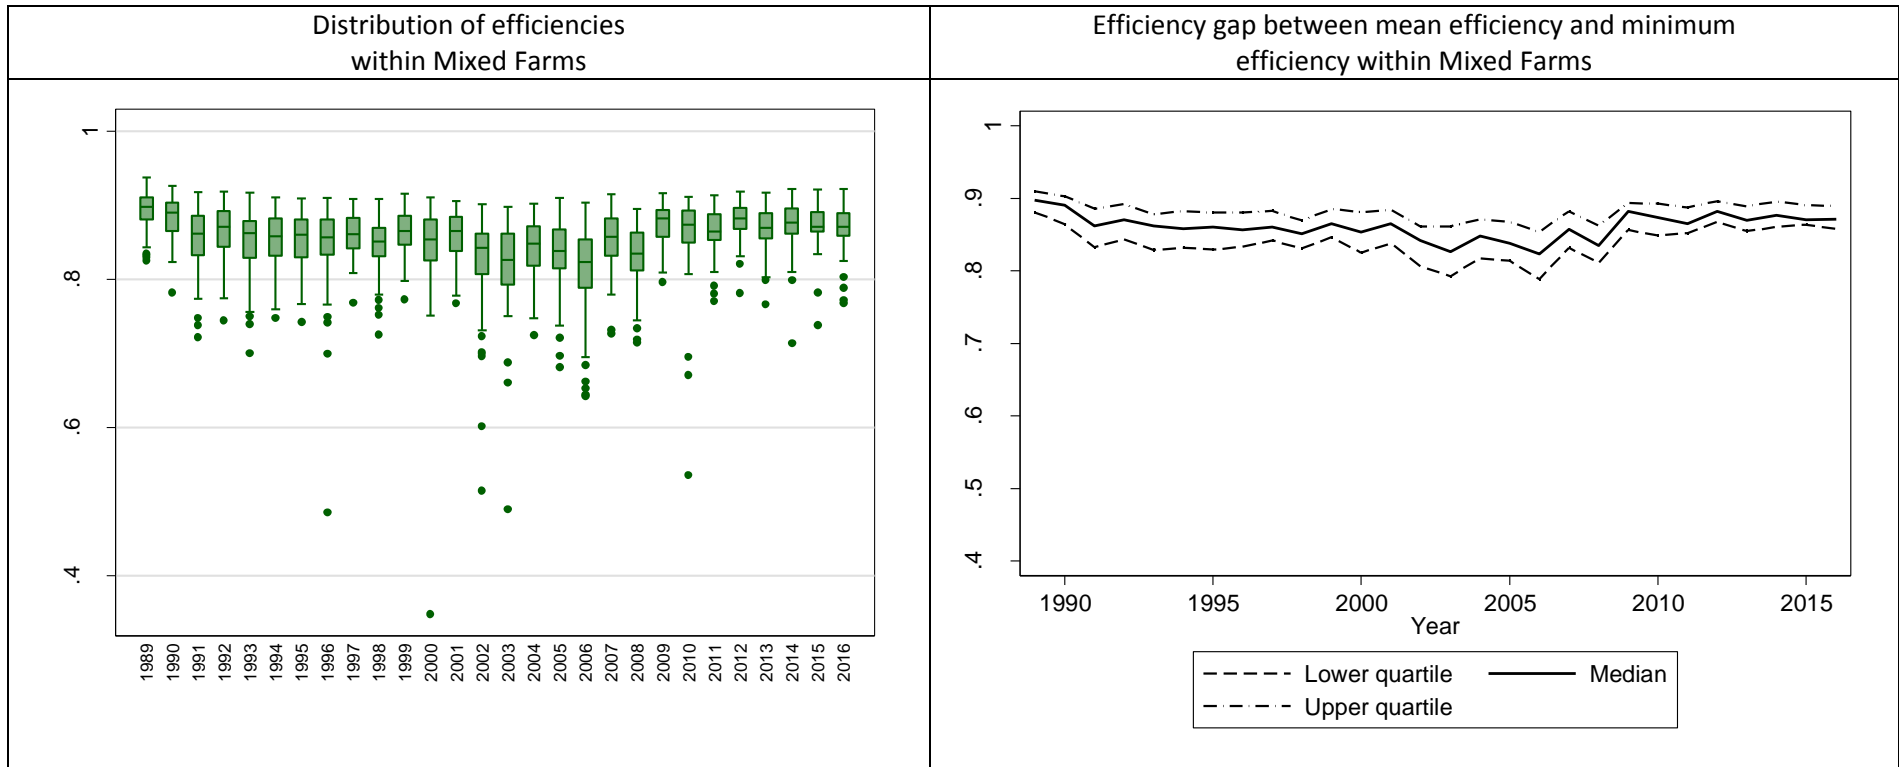 Distribution of efficiencies
within Mixed Farms
Efficiency gap between mean efficiency and minimum
efficiency within Mixed Farms
1
.8
.6
.4
1989 1990 1991 1992 1993 1994 1995 1996 1997 1998 1999 2000 2001 2002 2003 2004 2005 2006 2007 2008 2009 2010 2011 2012 2013 2014 2015 2016
1
.9
.8
.7
.6
.5
.4
1990 1995 2000 2005 2010 2015
Year
Lower quartile Median
Upper quartile